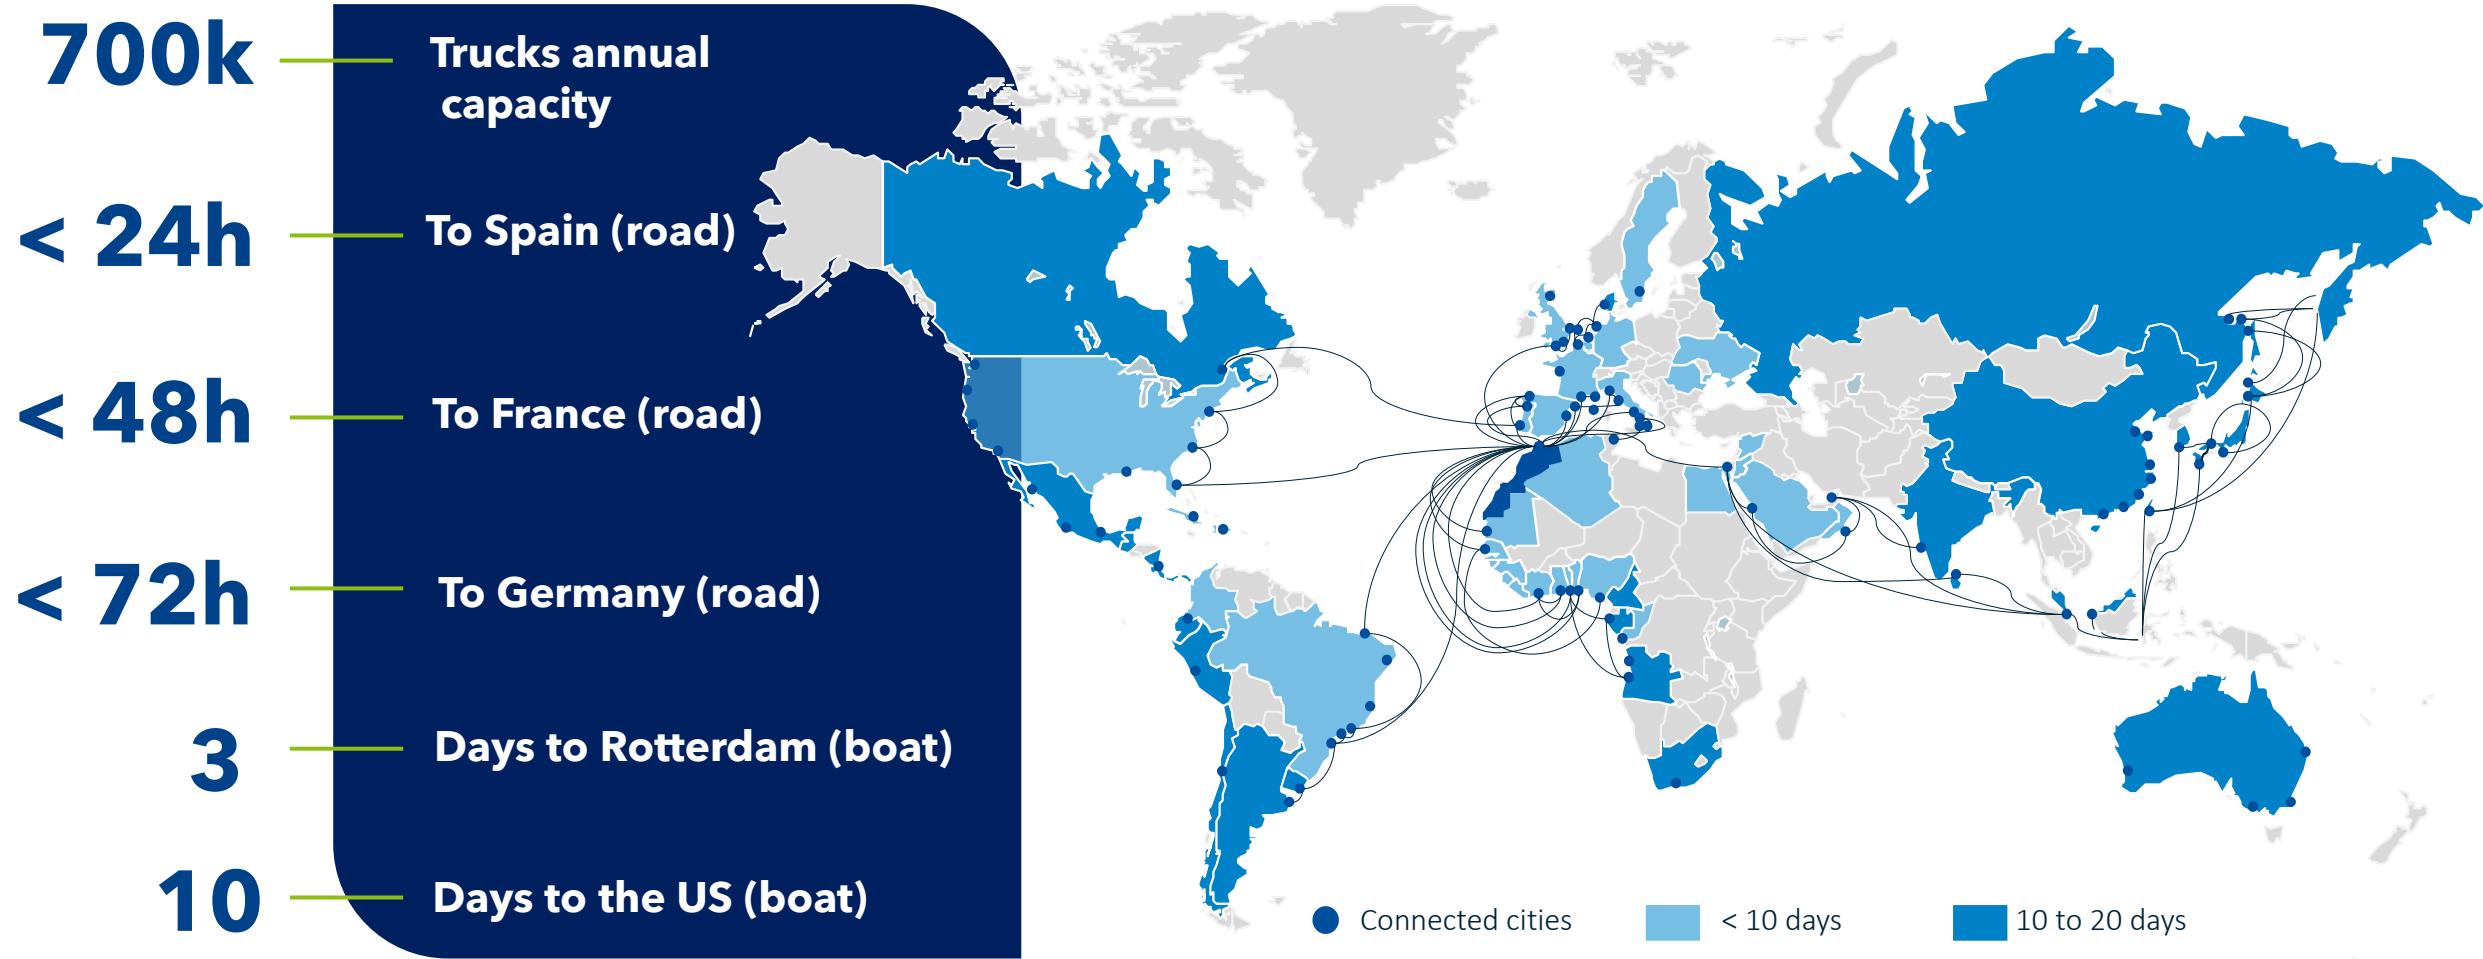 700k
Trucks annual
capacity
< 24h
To Spain (road)
< 48h
To France (road)
< 72h
To Germany (road)
3
Days to Rotterdam (boat)
10
Days to the US (boat)
Connected cities
< 10 days
10 to 20 days